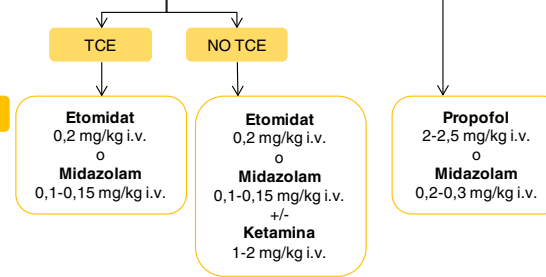 TCE
NO TCE
Etomidat
0,2 mg/kg i.v.
o
Midazolam
0,1-0,15 mg/kg i.v.
Etomidat
0,2 mg/kg i.v.
o
Midazolam
0,1-0,15 mg/kg i.v.
+/-
Ketamina
1-2 mg/kg i.v.
Propofol
2-2,5 mg/kg i.v.
o
Midazolam
0,2-0,3 mg/kg i.v.